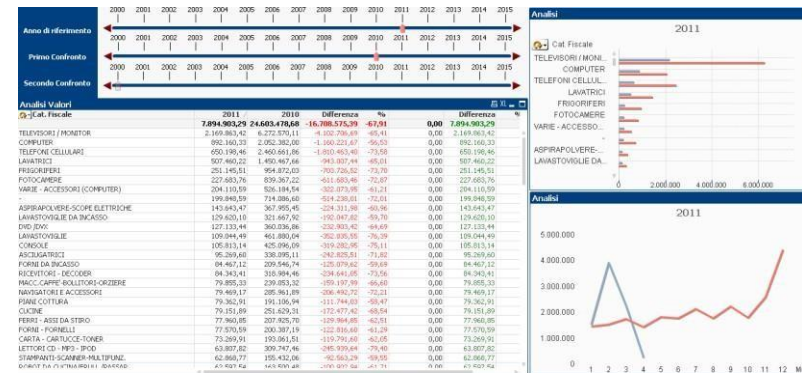 2000 2001 2002 2003 2004 2005 2006 2007 2008 2009 2010 2011 2012 2013 2014 2015
Anno di riferimento
2000 2001 2002 2003 2004 2005 2006 2007 2008 2009 2010 2011 2012 2013 2014 2015
Primo Confronto
2000 2001 2002 2003 2004 2005 2006 2007 2008 2009 2010 2011 2012 2013 2014 2015
Secondo Confronto
Analisi Valori
Cat. Fiscale 2011 2010 Differenza % Differenza %
7.894.903,29 24.603.478,68 -16.708.575,39 -67,91 0,00 7.894.903,29
TELEVISORI / MONITOR 2.169.863,42 6.272.570,11 -4.102.706,69 -65,41 0,00 2.169.863,42
COMPUTER 892.160,33 2.052.382,00 -1.160.221,67 -56,53 0,00 892.160,33
TELEFONI CELLULARI 650.198,46 2.460.661,86 -1.810.463,40 -73,58 0,00 650.198,46
LAVATRICI 507.460,22 1.450.467,66 -943.007,44 -65,01 0,00 507.460,22
FRIGORIFERI 251.145,51 954.872,03 -703.726,52 -73,70 0,00 251.145,51
FOTOCAMERE 227.683,76 839.367,22 -611.683,46 -72,87 0,00 227.683,76
VARIE - ACCESSORI (COMPUTER) 204.110,59 526.184,54 -322.073,95 -61,21 0,00 204.110,59
- 199.848,59 714.086,60 -514.238,01 -72,01 0,00 199.848,59
ASPIRAPOLVERE-SCOPE ELETTRICHE 143.643,47 367.955,45 -224.311,98 -60,96 0,00 143.643,47
LAVASTOVIGLIE DA INCASSO 129.620,10 321.667,92 -192.047,82 -59,70 0,00 129.620,10
DVD JDVX 127.133,44 360.036,86 -232.903,42 -64,69 0,00 127.133,44
LAVASTOVIGLIE 109.044,49 461.880,04 -352.835,55 -76,39 0,00 109.044,49
CONSOLE 105.813,14 425.096,09 -319.282,95 -75,11 0,00 105.813,14
ASCIUGATRICI 95.269,60 338.095,11 -242.825,51 -71,82 0,00 95.269,60
FORNI DA INCASSO 84.467,12 209.546,74 -125.079,62 -59,69 0,00 84.467,12
RICEVITORI - DECODER 84.343,41 318.984,46 -234.641,05 -73,56 0,00 84.343,41
MACC.CAFFE'-BOLLITORI-ORZIERE 79.855,33 239.053,32 -159.197,99 -66,60 0,00 79.855,33
NAVIGATORI E ACCESSORI 79.469,17 285.961,89 -206.492,72 -72,21 0,00 79.469,17
PIANI COTTURA 79.362,91 191.106,94 -111.744,03 -58,47 0,00 79.362,91
CUCINE 79.151,89 251.629,31 -172.477,42 -68,54 0,00 79.151,89
FERRI - ASSI DA STIRO 77.960,85 207.925,70 -129.964,85 -62,51 0,00 77.960,85
FORNI - FORNELLI 77.570,59 200.387,19 -122.816,60 -61,29 0,00 77.570,59
CARTA - CARTUCCE-TONER 73.269,91 193.061,51 -119.791,60 -62,05 0,00 73.269,91
LETTORI CD - MP3 - IPOD 63.807,82 309.747,46 -245.939,64 -79,40 0,00 63.807,82
STAMPANTI-SCANNER-MULTIFUNZ. 62.868,77 155.432,06 -92.563,29 -59,55 0,00 62.868,77
Analisi
2011
Cat Fiscale
TELEVISORI / MONI...
COMPUTER
TELEFONI CELLUL...
LAVATRICI
FRIGORIFERI
FOTOCAMERE
VARIE - ACCESSO...
-
ASPIRAPOLVERE-...
LAVASTOVIGLIE DA...
0 2.000.000 4.000.000 6.000.000
Analisi
2011
5.000.000
4.000.000
3.000.000
2.000.000
1.000.000
0
1 2 3 4 5 6 7 8 9 10 11 12